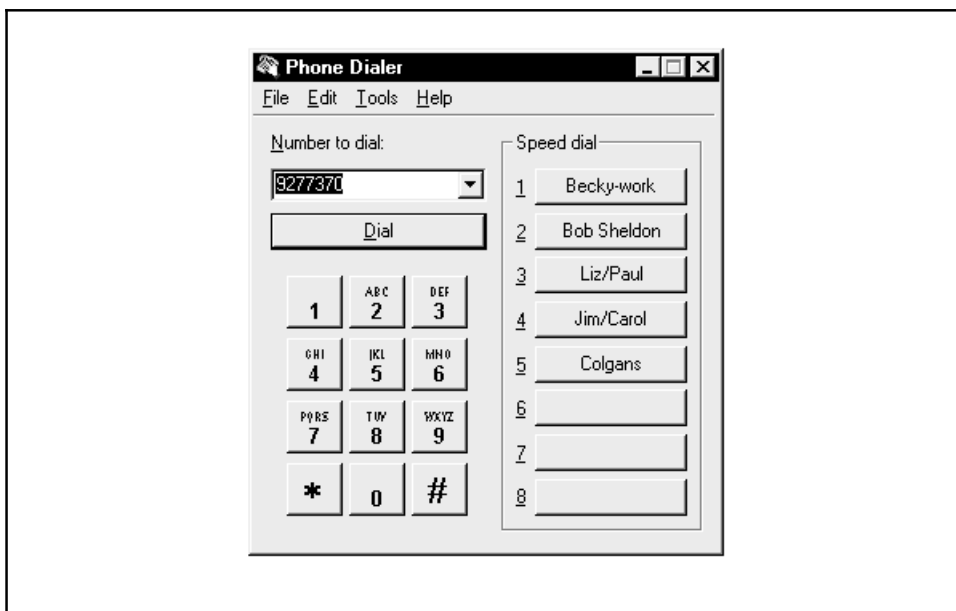 Phone Dialer
File Edit Tools Help
Number to dial:
9277370
Dial
1
ABC
2
DEF
3
GHI
4
JKL
5
MNO
6
PQRS
7
TUV
8
WXYZ
9
*
0
#
Speed dial
1 Becky-work
2 Bob Sheldon
3 Liz/Paul
4 Jim/Carol
5 Colgans
6
7
8